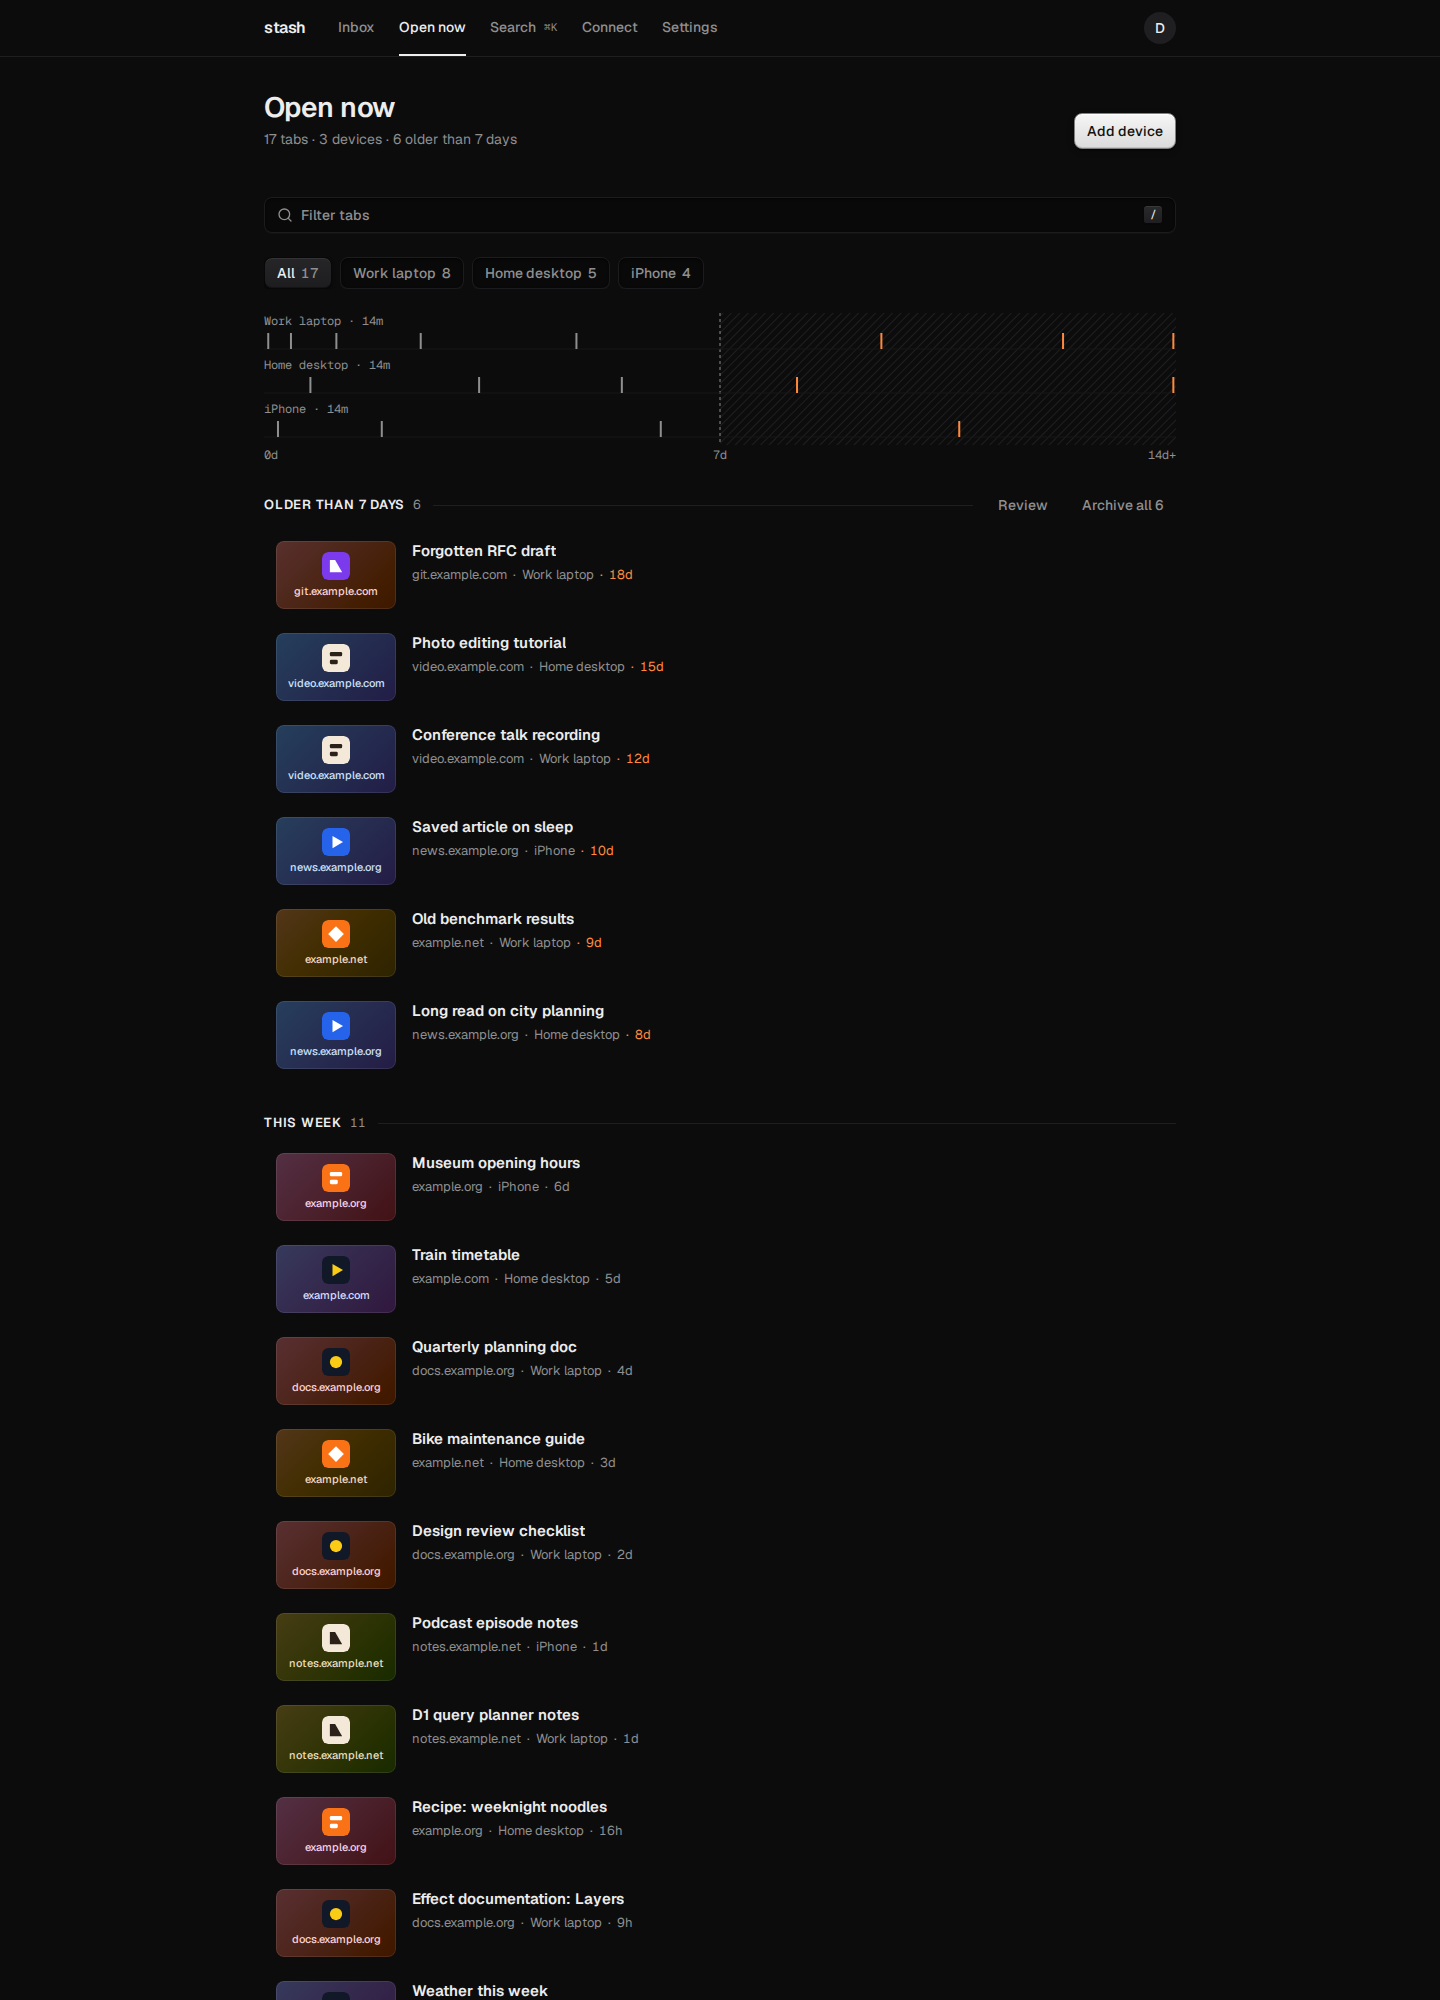 stash Inbox Open now Search ⌘K Connect Settings D
Open now
17 tabs · 3 devices · 6 older than 7 days
Add device
Filter tabs /
All 17 Work laptop 8 Home desktop 5 iPhone 4
Work laptop · 14m
Home desktop · 14m
iPhone · 14m
0d 7d 14d+
OLDER THAN 7 DAYS 6 Review Archive all 6
git.example.com
Forgotten RFC draft
git.example.com · Work laptop · 18d
video.example.com
Photo editing tutorial
video.example.com · Home desktop · 15d
video.example.com
Conference talk recording
video.example.com · Work laptop · 12d
news.example.org
Saved article on sleep
news.example.org · iPhone · 10d
example.net
Old benchmark results
example.net · Work laptop · 9d
news.example.org
Long read on city planning
news.example.org · Home desktop · 8d
THIS WEEK 11
example.org
Museum opening hours
example.org · iPhone · 6d
example.com
Train timetable
example.com · Home desktop · 5d
docs.example.org
Quarterly planning doc
docs.example.org · Work laptop · 4d
example.net
Bike maintenance guide
example.net · Home desktop · 3d
docs.example.org
Design review checklist
docs.example.org · Work laptop · 2d
notes.example.net
Podcast episode notes
notes.example.net · iPhone · 1d
notes.example.net
D1 query planner notes
notes.example.net · Work laptop · 1d
example.org
Recipe: weeknight noodles
example.org · Home desktop · 16h
docs.example.org
Effect documentation: Layers
docs.example.org · Work laptop · 9h
Weather this week